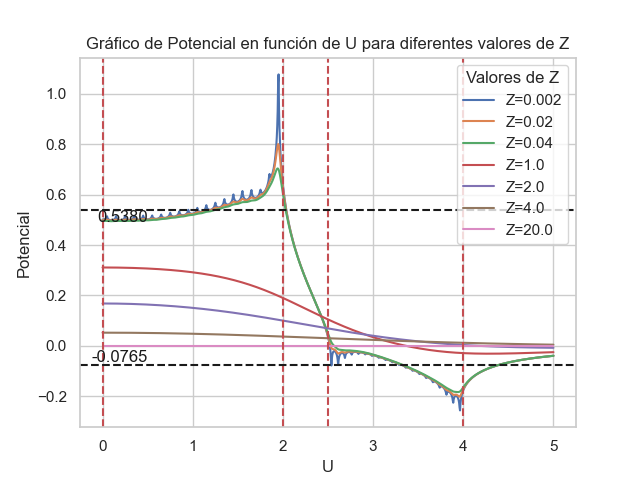 Gráfico de Potencial en función de U para diferentes valores de Z
Valores de Z
Z=0.002
Z=0.02
Z=0.04
Z=1.0
Z=2.0
Z=4.0
Z=20.0
1.0
0.8
0.6
0.5380
0.4
0.2
0.0
-0.0765
−0.2
Potencial
0
1
2
3
4
5
U